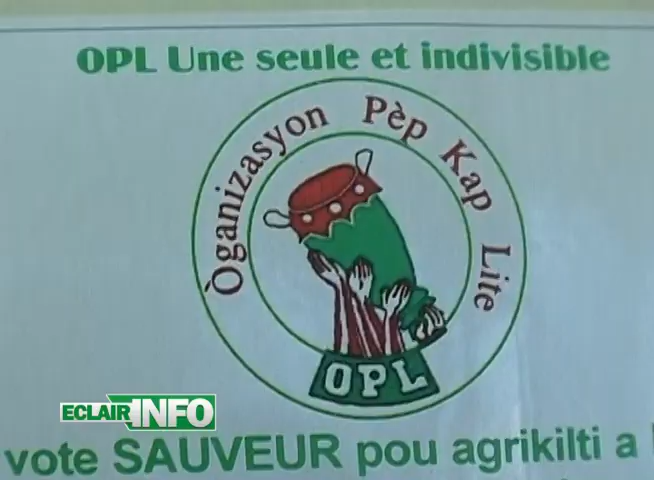 OPL Une seule et indivisible
Òganizasyon Pèp Kap Lite
OPL
ECLAIR INFO
vote SAUVEUR pou agrikilti a